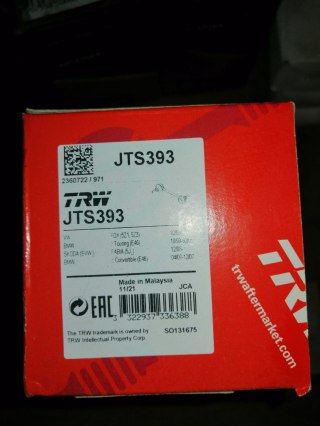 JTS393
2360722 / 971
TRW
JTS393
BMW : Touring (E46)
BMW : Convertible (E46)
Made in Malaysia
11/21
JCA
EAC
3 322937 336388
The TRW trademark is owned by
TRW Intellectual Property Corp.
SO131675
TRW
trwaftermarket.com